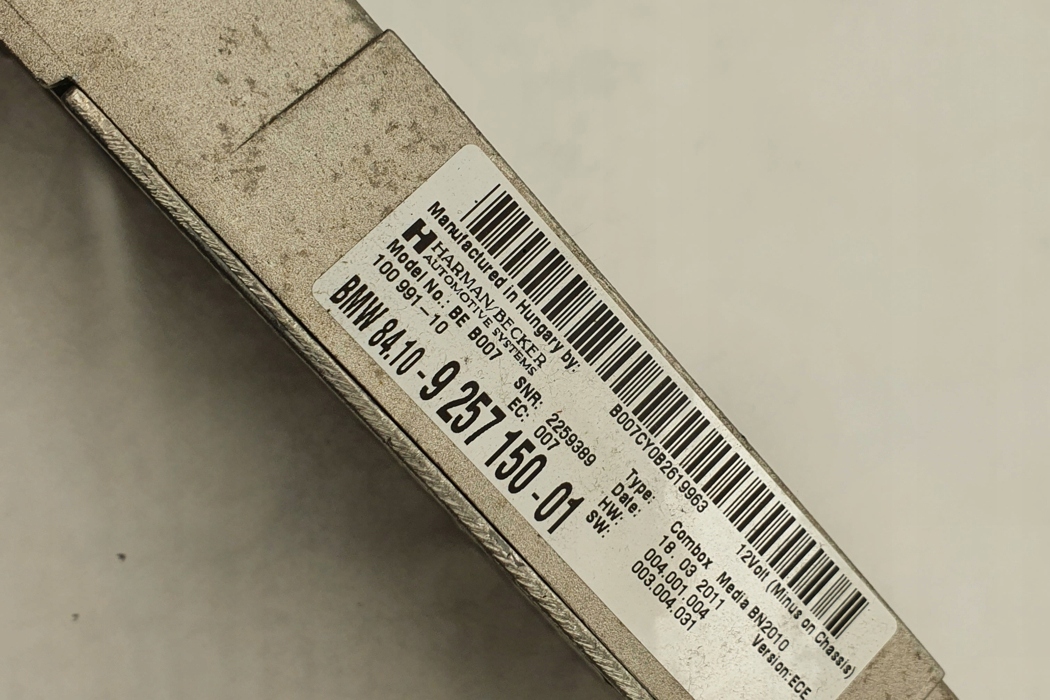 B007CY0B2619963
12Volt (Minus on Chassis)
Manufactured in Hungary by:
HARMAN/BECKER
AUTOMOTIVE SYSTEMS
Type: Combox Media BN2010
Model No.: BE B007 SNR: 2259389 Date: 18. 03 2011 Version:ECE
100 991-10 EC: 007 HW: 004.001.004
SW: 003.004.031
BMW 84.10-9 257 150-01